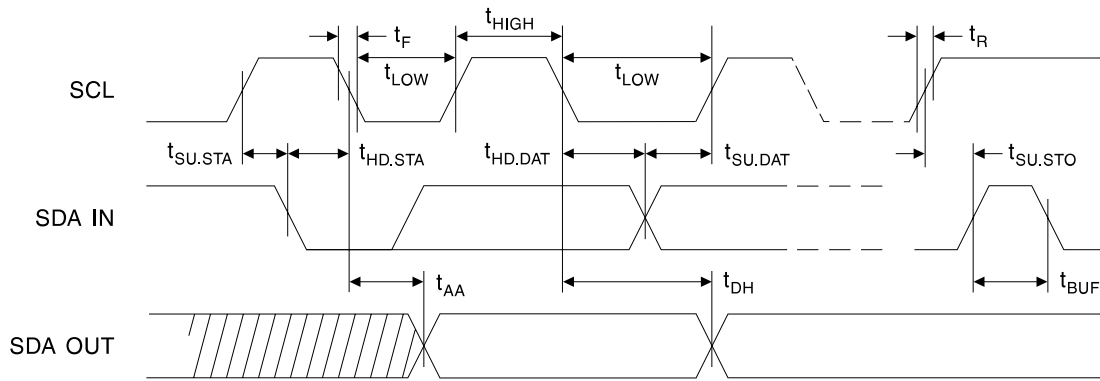 tHIGH
tF
tR
SCL
tLOW
tLOW
tSU.STA
tHD.STA
tHD.DAT
tSU.DAT
tSU.STO
SDA IN
tAA
tDH
tBUF
SDA OUT